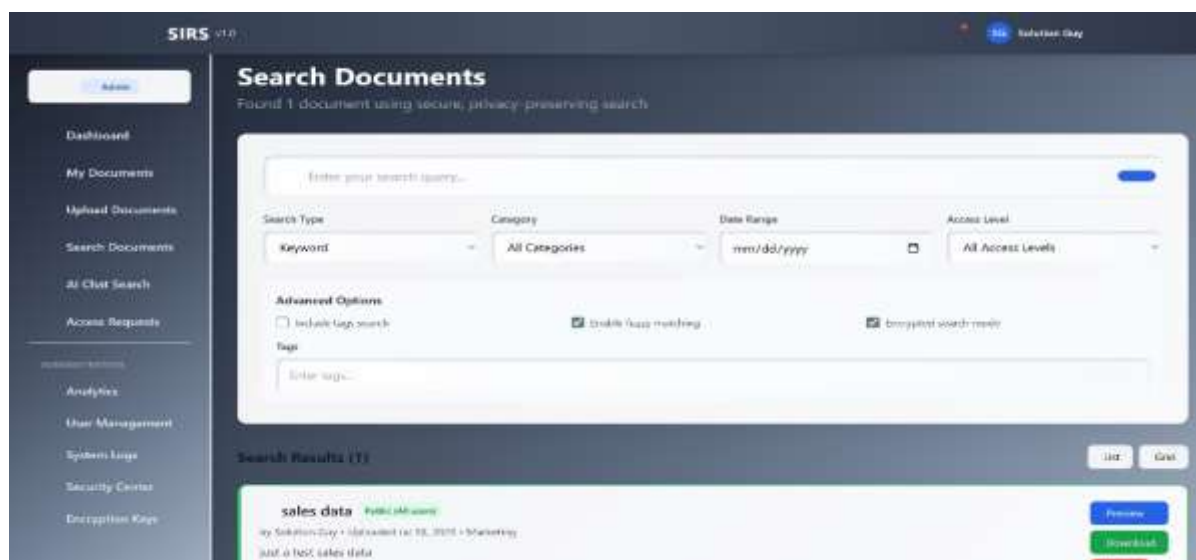 SIRS v1.0
SG Solution Guy
Admin
Dashboard
My Documents
Upload Documents
Search Documents
AI Chat Search
Access Requests
Analytics
User Management
System Logs
Security Center
Encryption Keys
Search Documents
Found 1 document using secure, privacy-preserving search
Enter your search query...
Search Type Category Date Range Access Level
Keyword All Categories mm/dd/yyyy All Access Levels
Advanced Options
Include tags search Enable fuzzy matching Encrypted search mode
Tags
Enter tags...
Search Results (1)
List Grid
sales data Public (All users)
by Solution Guy • Uploaded • Marketing
just a test sales data
Preview
Download